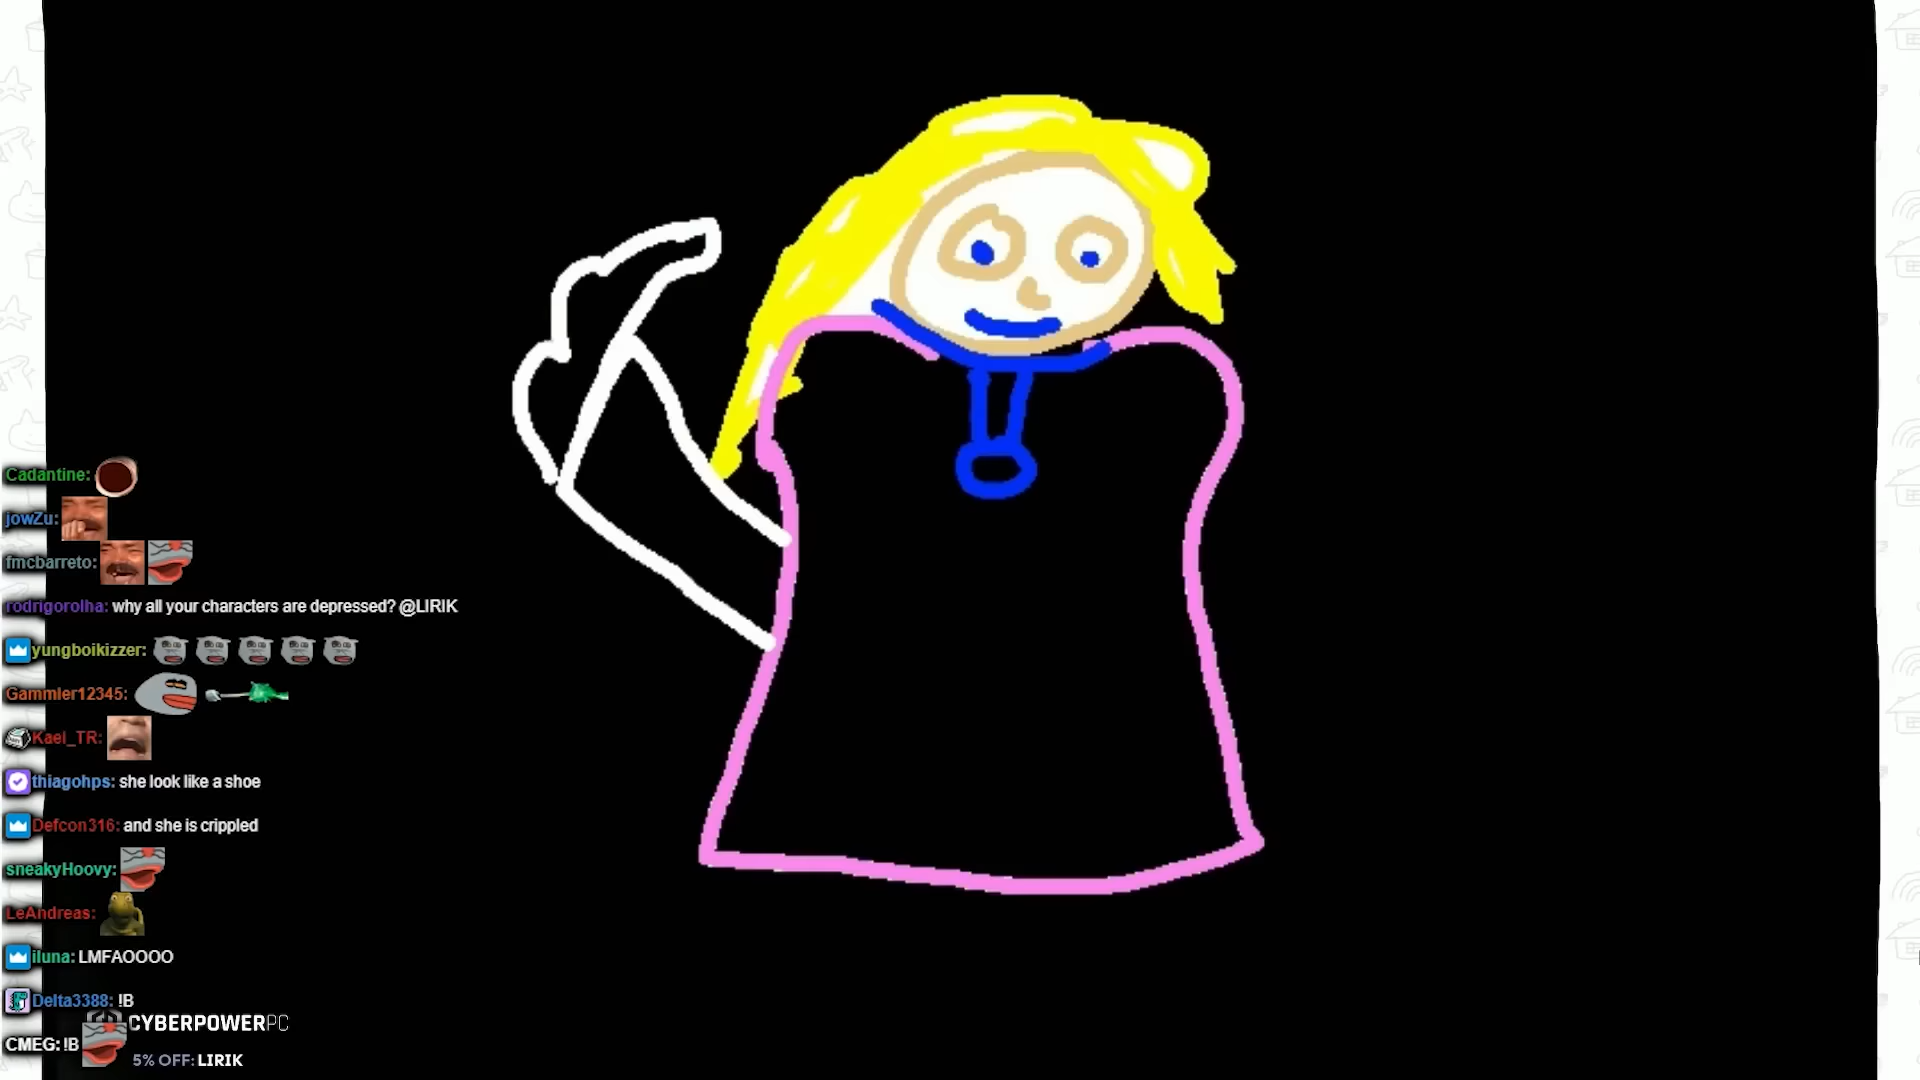 Cadantine:
jowZu:
fmcbarreto:
rodrigorolha: why all your characters are depressed? @LIRIK
yungboikizzer:
Gammler12345:
Kael_TR:
thiagohps: she look like a shoe
Defcon316: and she is crippled
sneakyHoovy:
LeAndreas:
iluna: LMFAOOOO
Delta3388: !B
CYBERPOWERPC
CMEG: !B
5% OFF: LIRIK